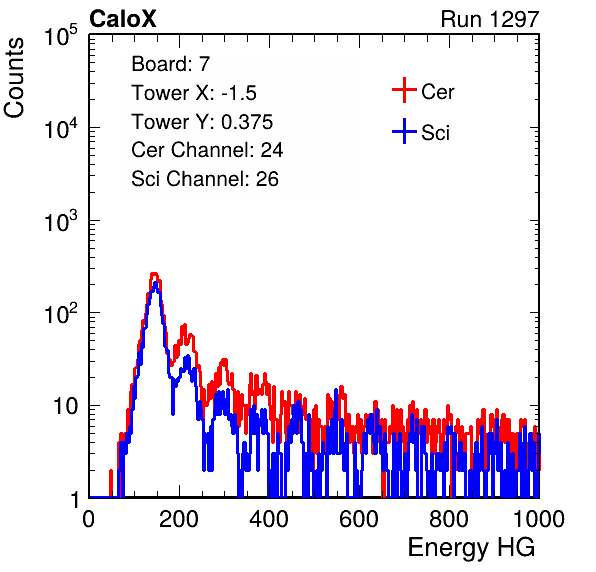 CaloX Run 1297
Counts
10^5
10^4
10^3
10^2
10
1
Board: 7
Tower X: -1.5
Tower Y: 0.375
Cer Channel: 24
Sci Channel: 26
Cer
Sci
0 200 400 600 800 1000
Energy HG